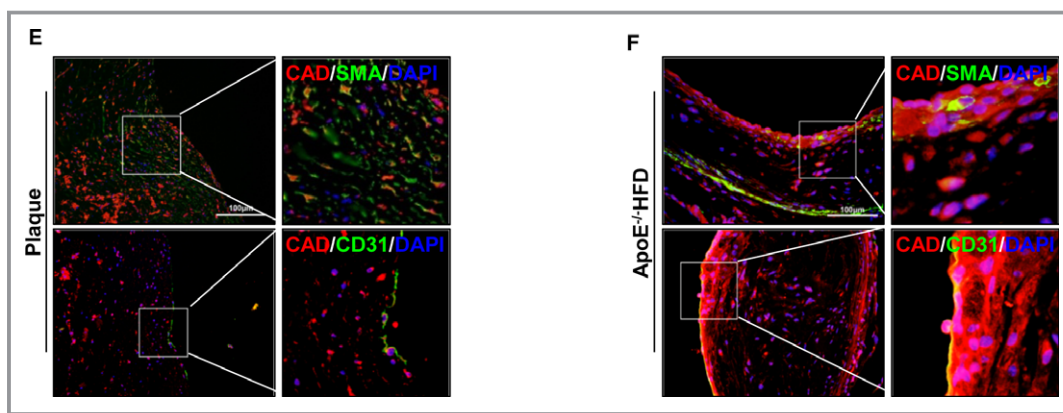 E
Plaque
CAD/SMA/DAPI
100μm
CAD/CD31/DAPI
F
ApoE-/-HFD
CAD/SMA/DAPI
100μm
CAD/CD31/DAPI